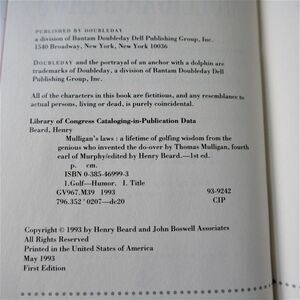 PUBLISHED BY DOUBLEDAY
a division of Bantam Doubleday Dell Publishing Group, Inc.
1540 Broadway, New York, New York 10036
DOUBLEDAY and the portrayal of an anchor with a dolphin are
trademarks of Doubleday, a division of Bantam Doubleday Dell
Publishing Group, Inc.
All of the characters in this book are fictitious, and any resemblance to
actual persons, living or dead, is purely coincidental.
Library of Congress Cataloging-in-Publication Data
Beard, Henry
Mulligan's laws : a lifetime of golfing wisdom from the
genius who invented the do-over by Thomas Mulligan, fourth
earl of Murphy/edited by Henry Beard.—1st ed.
p. cm.
ISBN 0-385-46999-3
1.Golf—Humor. I. Title
GV967.M39 1993 93-9242
796.352 '0207—dc20 CIP
Copyright © 1993 by Henry Beard and John Boswell Associates
All Rights Reserved
Printed in the United States of America
May 1993
First Edition